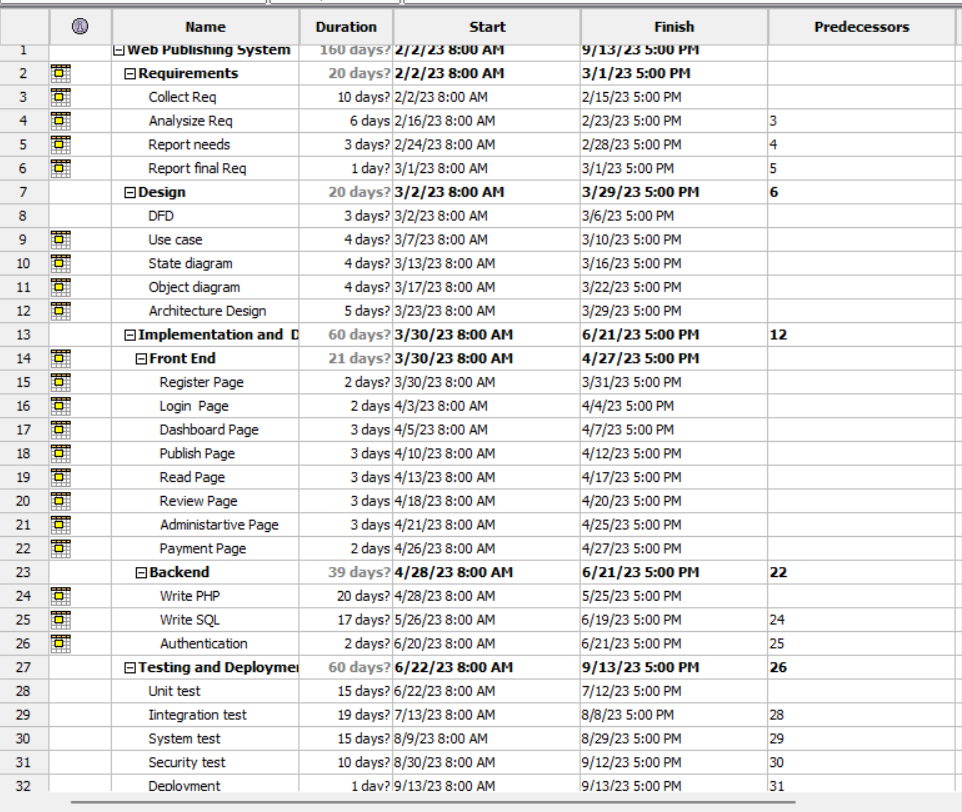 Name Duration Start Finish Predecessors
1 Web Publishing System 160 days? 2/2/23 8:00 AM 9/13/23 5:00 PM
2 Requirements 20 days? 2/2/23 8:00 AM 3/1/23 5:00 PM
3 Collect Req 10 days? 2/2/23 8:00 AM 2/15/23 5:00 PM
4 Analysize Req 6 days 2/16/23 8:00 AM 2/23/23 5:00 PM 3
5 Report needs 3 days? 2/24/23 8:00 AM 2/28/23 5:00 PM 4
6 Report final Req 1 day? 3/1/23 8:00 AM 3/1/23 5:00 PM 5
7 Design 20 days? 3/2/23 8:00 AM 3/29/23 5:00 PM 6
8 DFD 3 days? 3/2/23 8:00 AM 3/6/23 5:00 PM
9 Use case 4 days? 3/7/23 8:00 AM 3/10/23 5:00 PM
10 State diagram 4 days? 3/13/23 8:00 AM 3/16/23 5:00 PM
11 Object diagram 4 days? 3/17/23 8:00 AM 3/22/23 5:00 PM
12 Architecture Design 5 days? 3/23/23 8:00 AM 3/29/23 5:00 PM
13 Implementation and D 60 days? 3/30/23 8:00 AM 6/21/23 5:00 PM 12
14 Front End 21 days? 3/30/23 8:00 AM 4/27/23 5:00 PM
15 Register Page 2 days? 3/30/23 8:00 AM 3/31/23 5:00 PM
16 Login Page 2 days 4/3/23 8:00 AM 4/4/23 5:00 PM
17 Dashboard Page 3 days 4/5/23 8:00 AM 4/7/23 5:00 PM
18 Publish Page 3 days 4/10/23 8:00 AM 4/12/23 5:00 PM
19 Read Page 3 days 4/13/23 8:00 AM 4/17/23 5:00 PM
20 Review Page 3 days 4/18/23 8:00 AM 4/20/23 5:00 PM
21 Administartive Page 3 days 4/21/23 8:00 AM 4/25/23 5:00 PM
22 Payment Page 2 days 4/26/23 8:00 AM 4/27/23 5:00 PM
23 Backend 39 days? 4/28/23 8:00 AM 6/21/23 5:00 PM 22
24 Write PHP 20 days? 4/28/23 8:00 AM 5/25/23 5:00 PM
25 Write SQL 17 days? 5/26/23 8:00 AM 6/19/23 5:00 PM 24
26 Authentication 2 days? 6/20/23 8:00 AM 6/21/23 5:00 PM 25
27 Testing and Deploymer 60 days? 6/22/23 8:00 AM 9/13/23 5:00 PM 26
28 Unit test 15 days? 6/22/23 8:00 AM 7/12/23 5:00 PM
29 Iintegration test 19 days? 7/13/23 8:00 AM 8/8/23 5:00 PM 28
30 System test 15 days? 8/9/23 8:00 AM 8/29/23 5:00 PM 29
31 Security test 10 days? 8/30/23 8:00 AM 9/12/23 5:00 PM 30
32 Deployment 1 day? 9/13/23 8:00 AM 9/13/23 5:00 PM 31